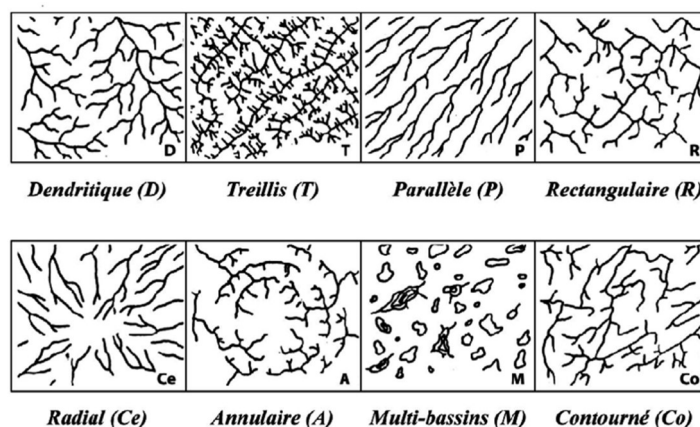 D T P R
Dendritique (D) Treillis (T) Parallèle (P) Rectangulaire (R)
Ce A M Co
Radial (Ce) Annulaire (A) Multi-bassins (M) Contourné (Co)